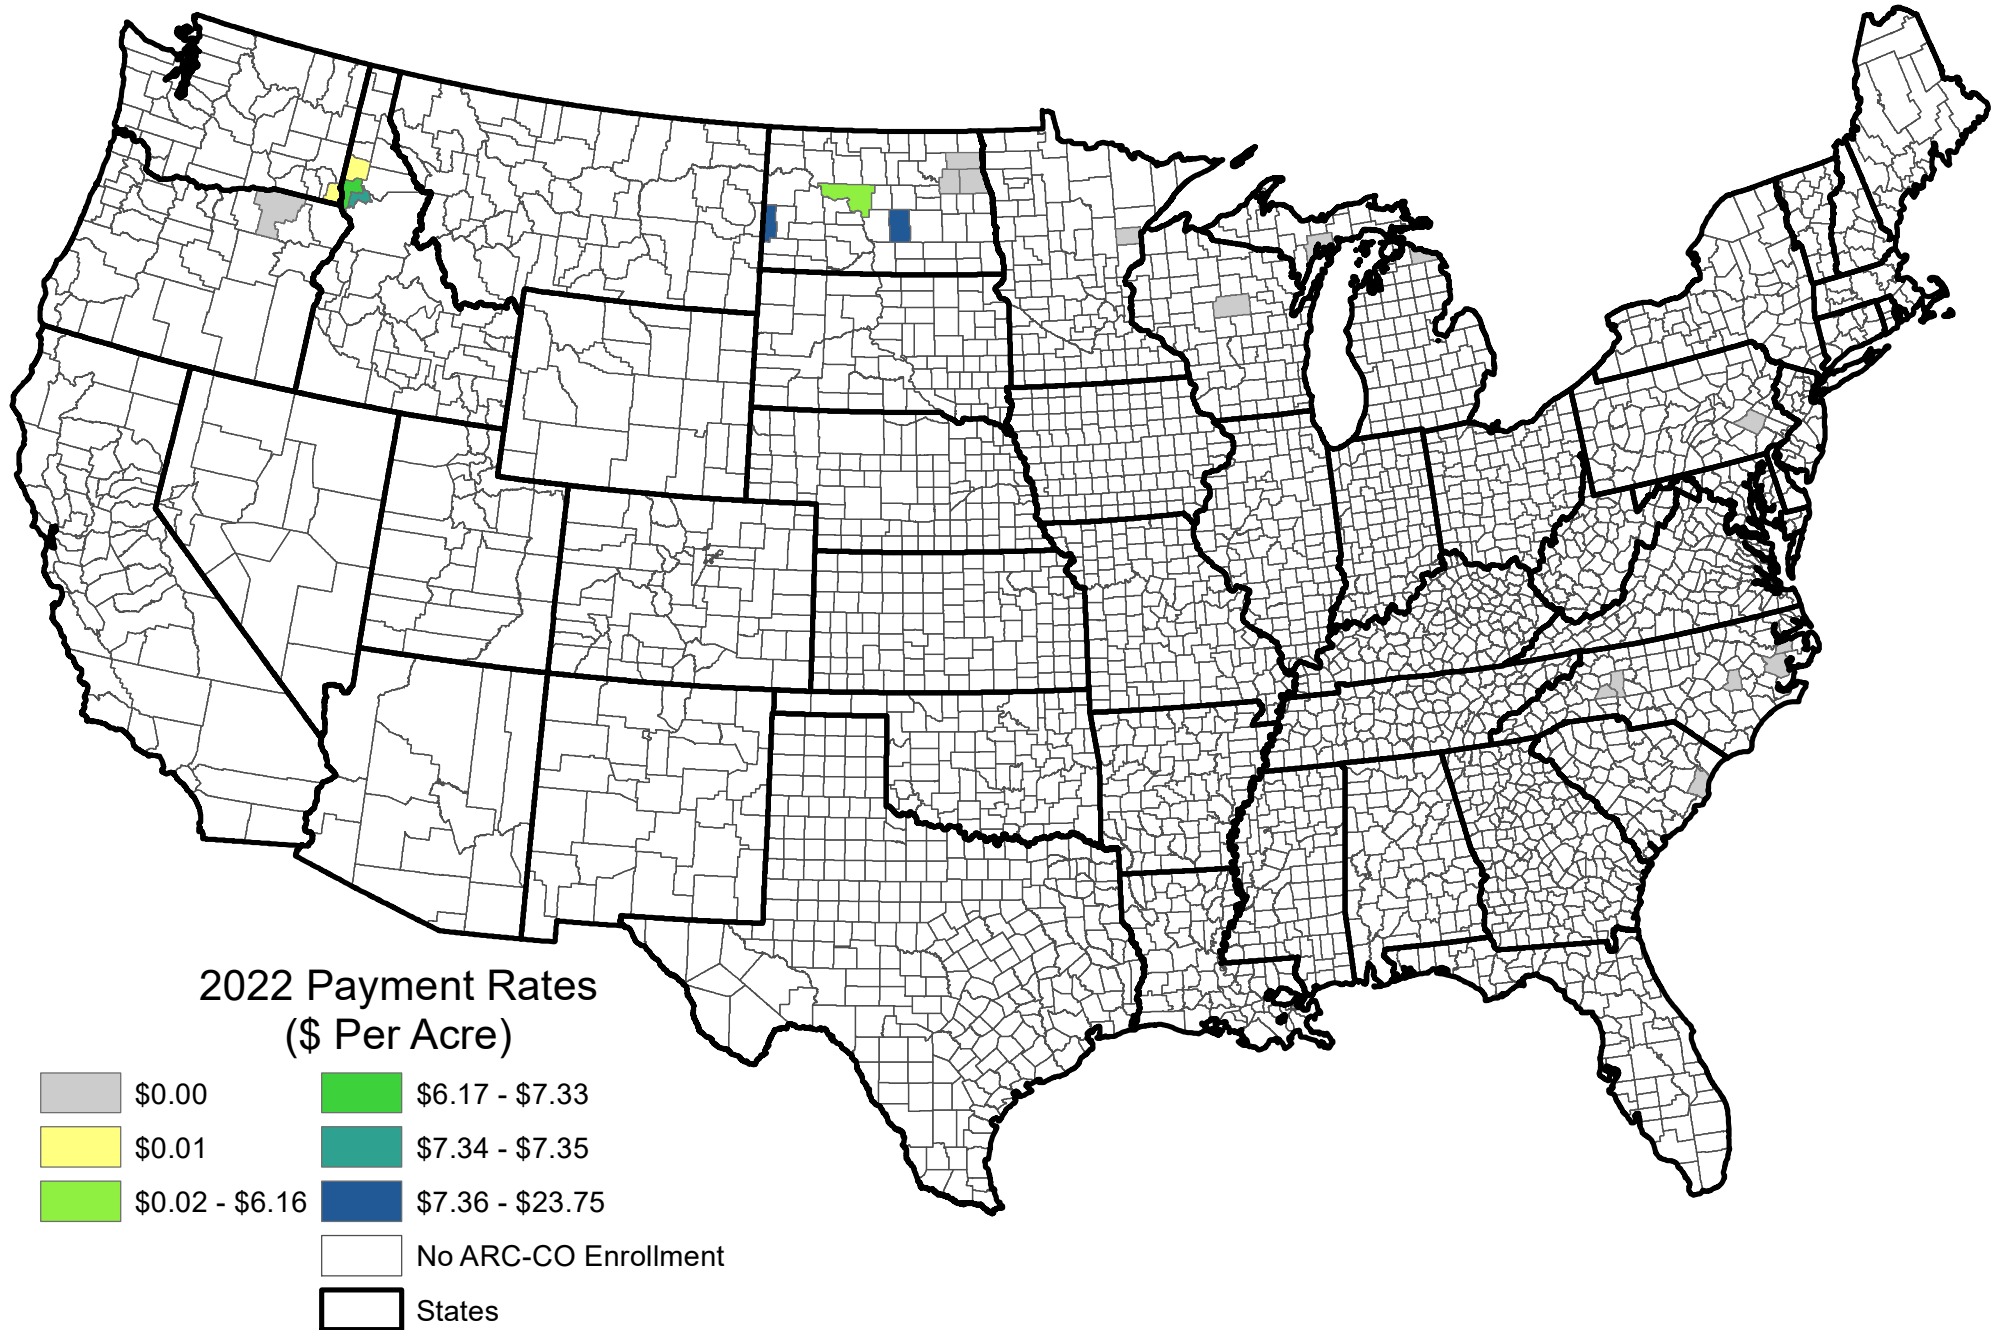 2022 Payment Rates
($ Per Acre)
$0.00
$0.01
$0.02 - $6.16
$6.17 - $7.33
$7.34 - $7.35
$7.36 - $23.75
No ARC-CO Enrollment
States